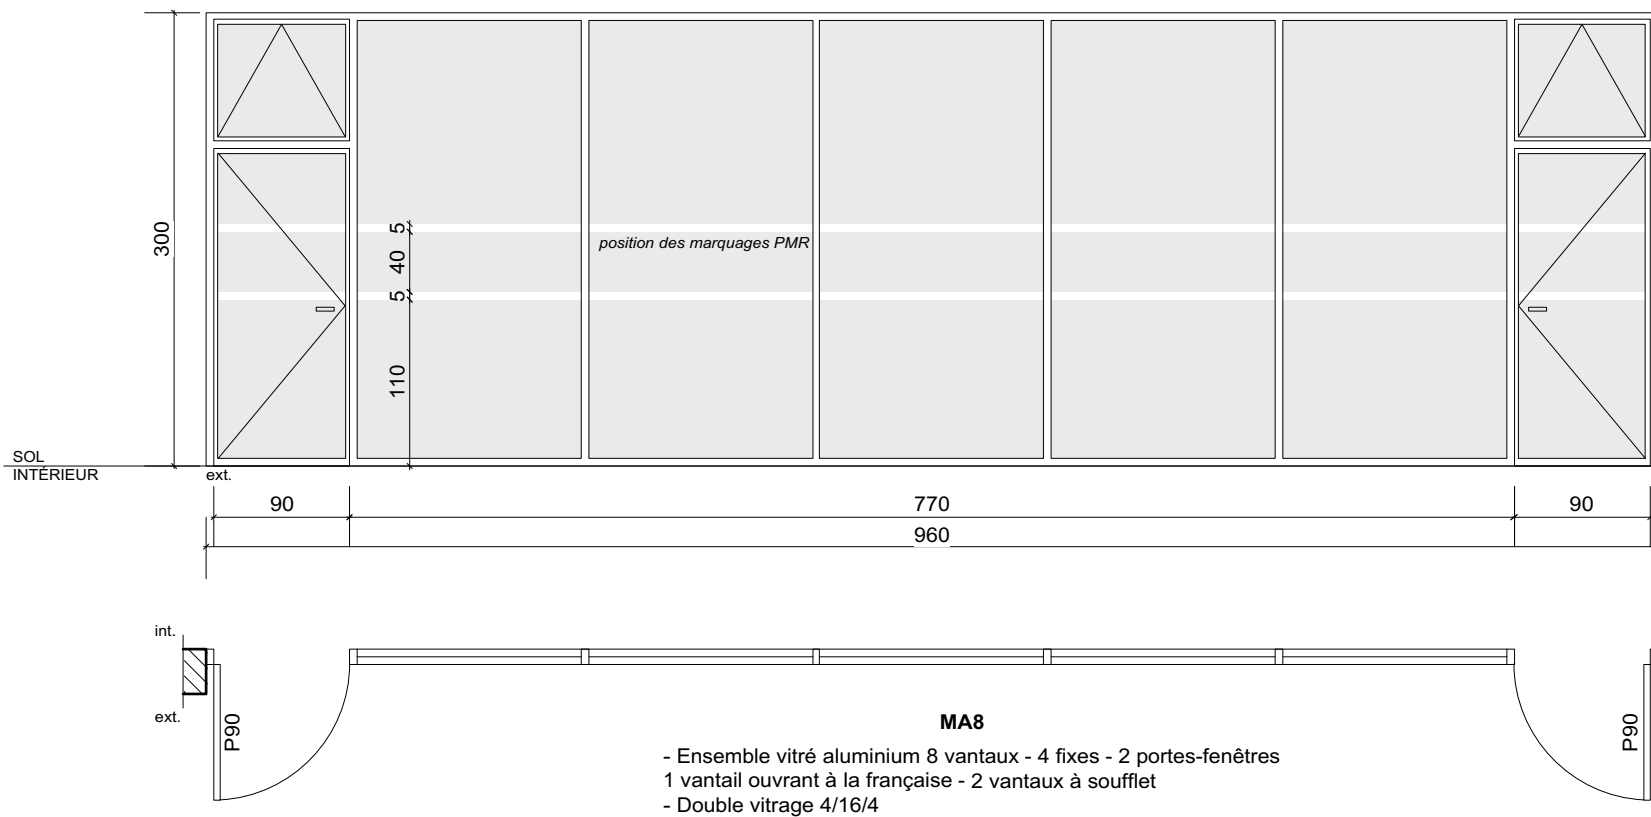 300
5
position des marquages PMR
40
5
110
SOL
INTÉRIEUR
ext.
90
770
90
960
int.
ext.
P90
P90
MA8
- Ensemble vitré aluminium 8 vantaux - 4 fixes - 2 portes-fenêtres
1 vantail ouvrant à la française - 2 vantaux à soufflet
- Double vitrage 4/16/4